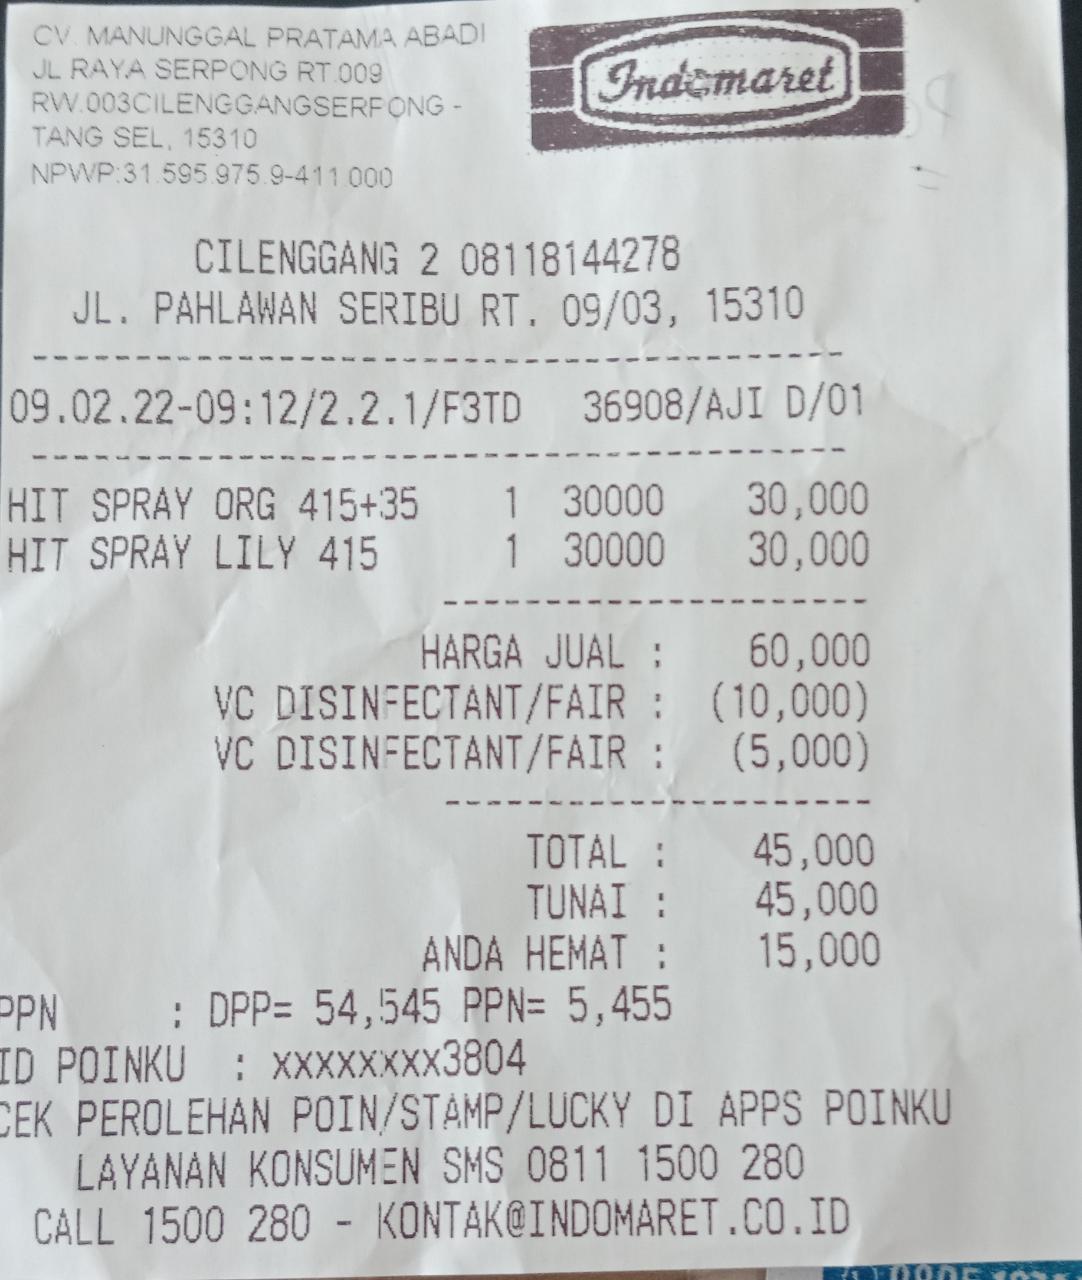 CV. MANUNGGAL PRATAMA ABADI
JL RAYA SERPONG RT.009
RW.003CILENGGANGSERPONG -
TANG SEL, 15310
NPWP:31.595.975.9-411.000
Indomaret
CILENGGANG 2 08118144278
JL. PAHLAWAN SERIBU RT. 09/03, 15310
09.02.22-09:12/2.2.1/F3TD 36908/AJI D/01
HIT SPRAY ORG 415+35 1 30000 30,000
HIT SPRAY LILY 415 1 30000 30,000
HARGA JUAL : 60,000
VC DISINFECTANT/FAIR : (10,000)
VC DISINFECTANT/FAIR : (5,000)
TOTAL : 45,000
TUNAI : 45,000
ANDA HEMAT : 15,000
PPN : DPP= 54,545 PPN= 5,455
ID POINKU : xxxxxxxx3804
CEK PEROLEHAN POIN/STAMP/LUCKY DI APPS POINKU
LAYANAN KONSUMEN SMS 0811 1500 280
CALL 1500 280 - KONTAK@INDOMARET.CO.ID